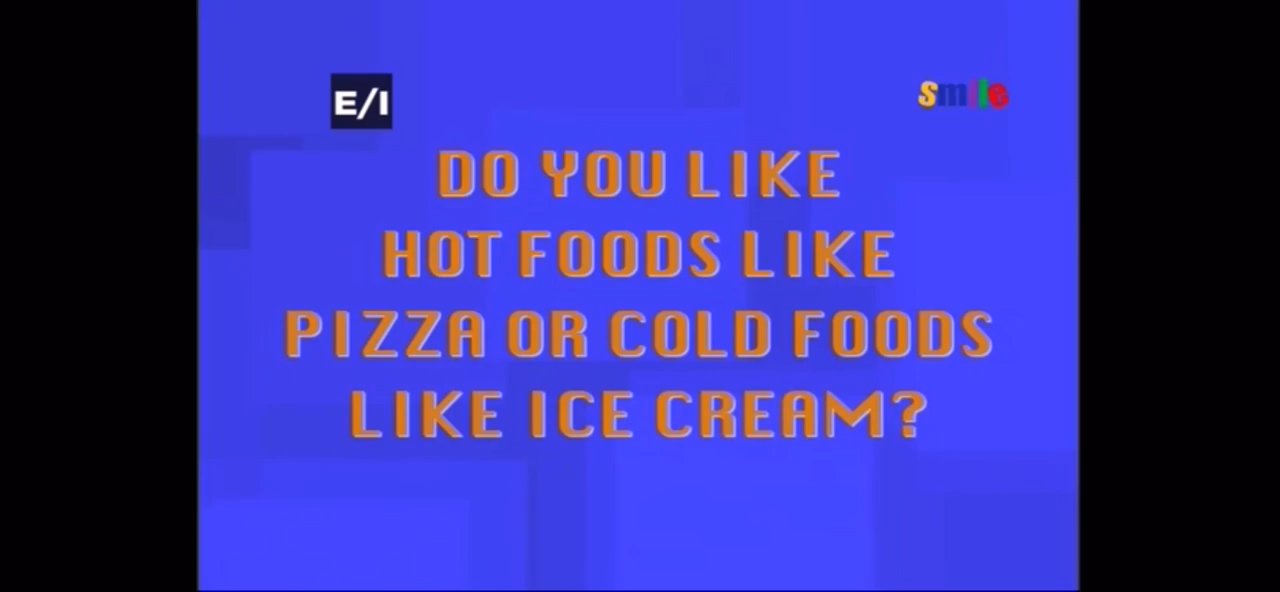 E/I
smile
DO YOU LIKE
HOT FOODS LIKE
PIZZA OR COLD FOODS
LIKE ICE CREAM?